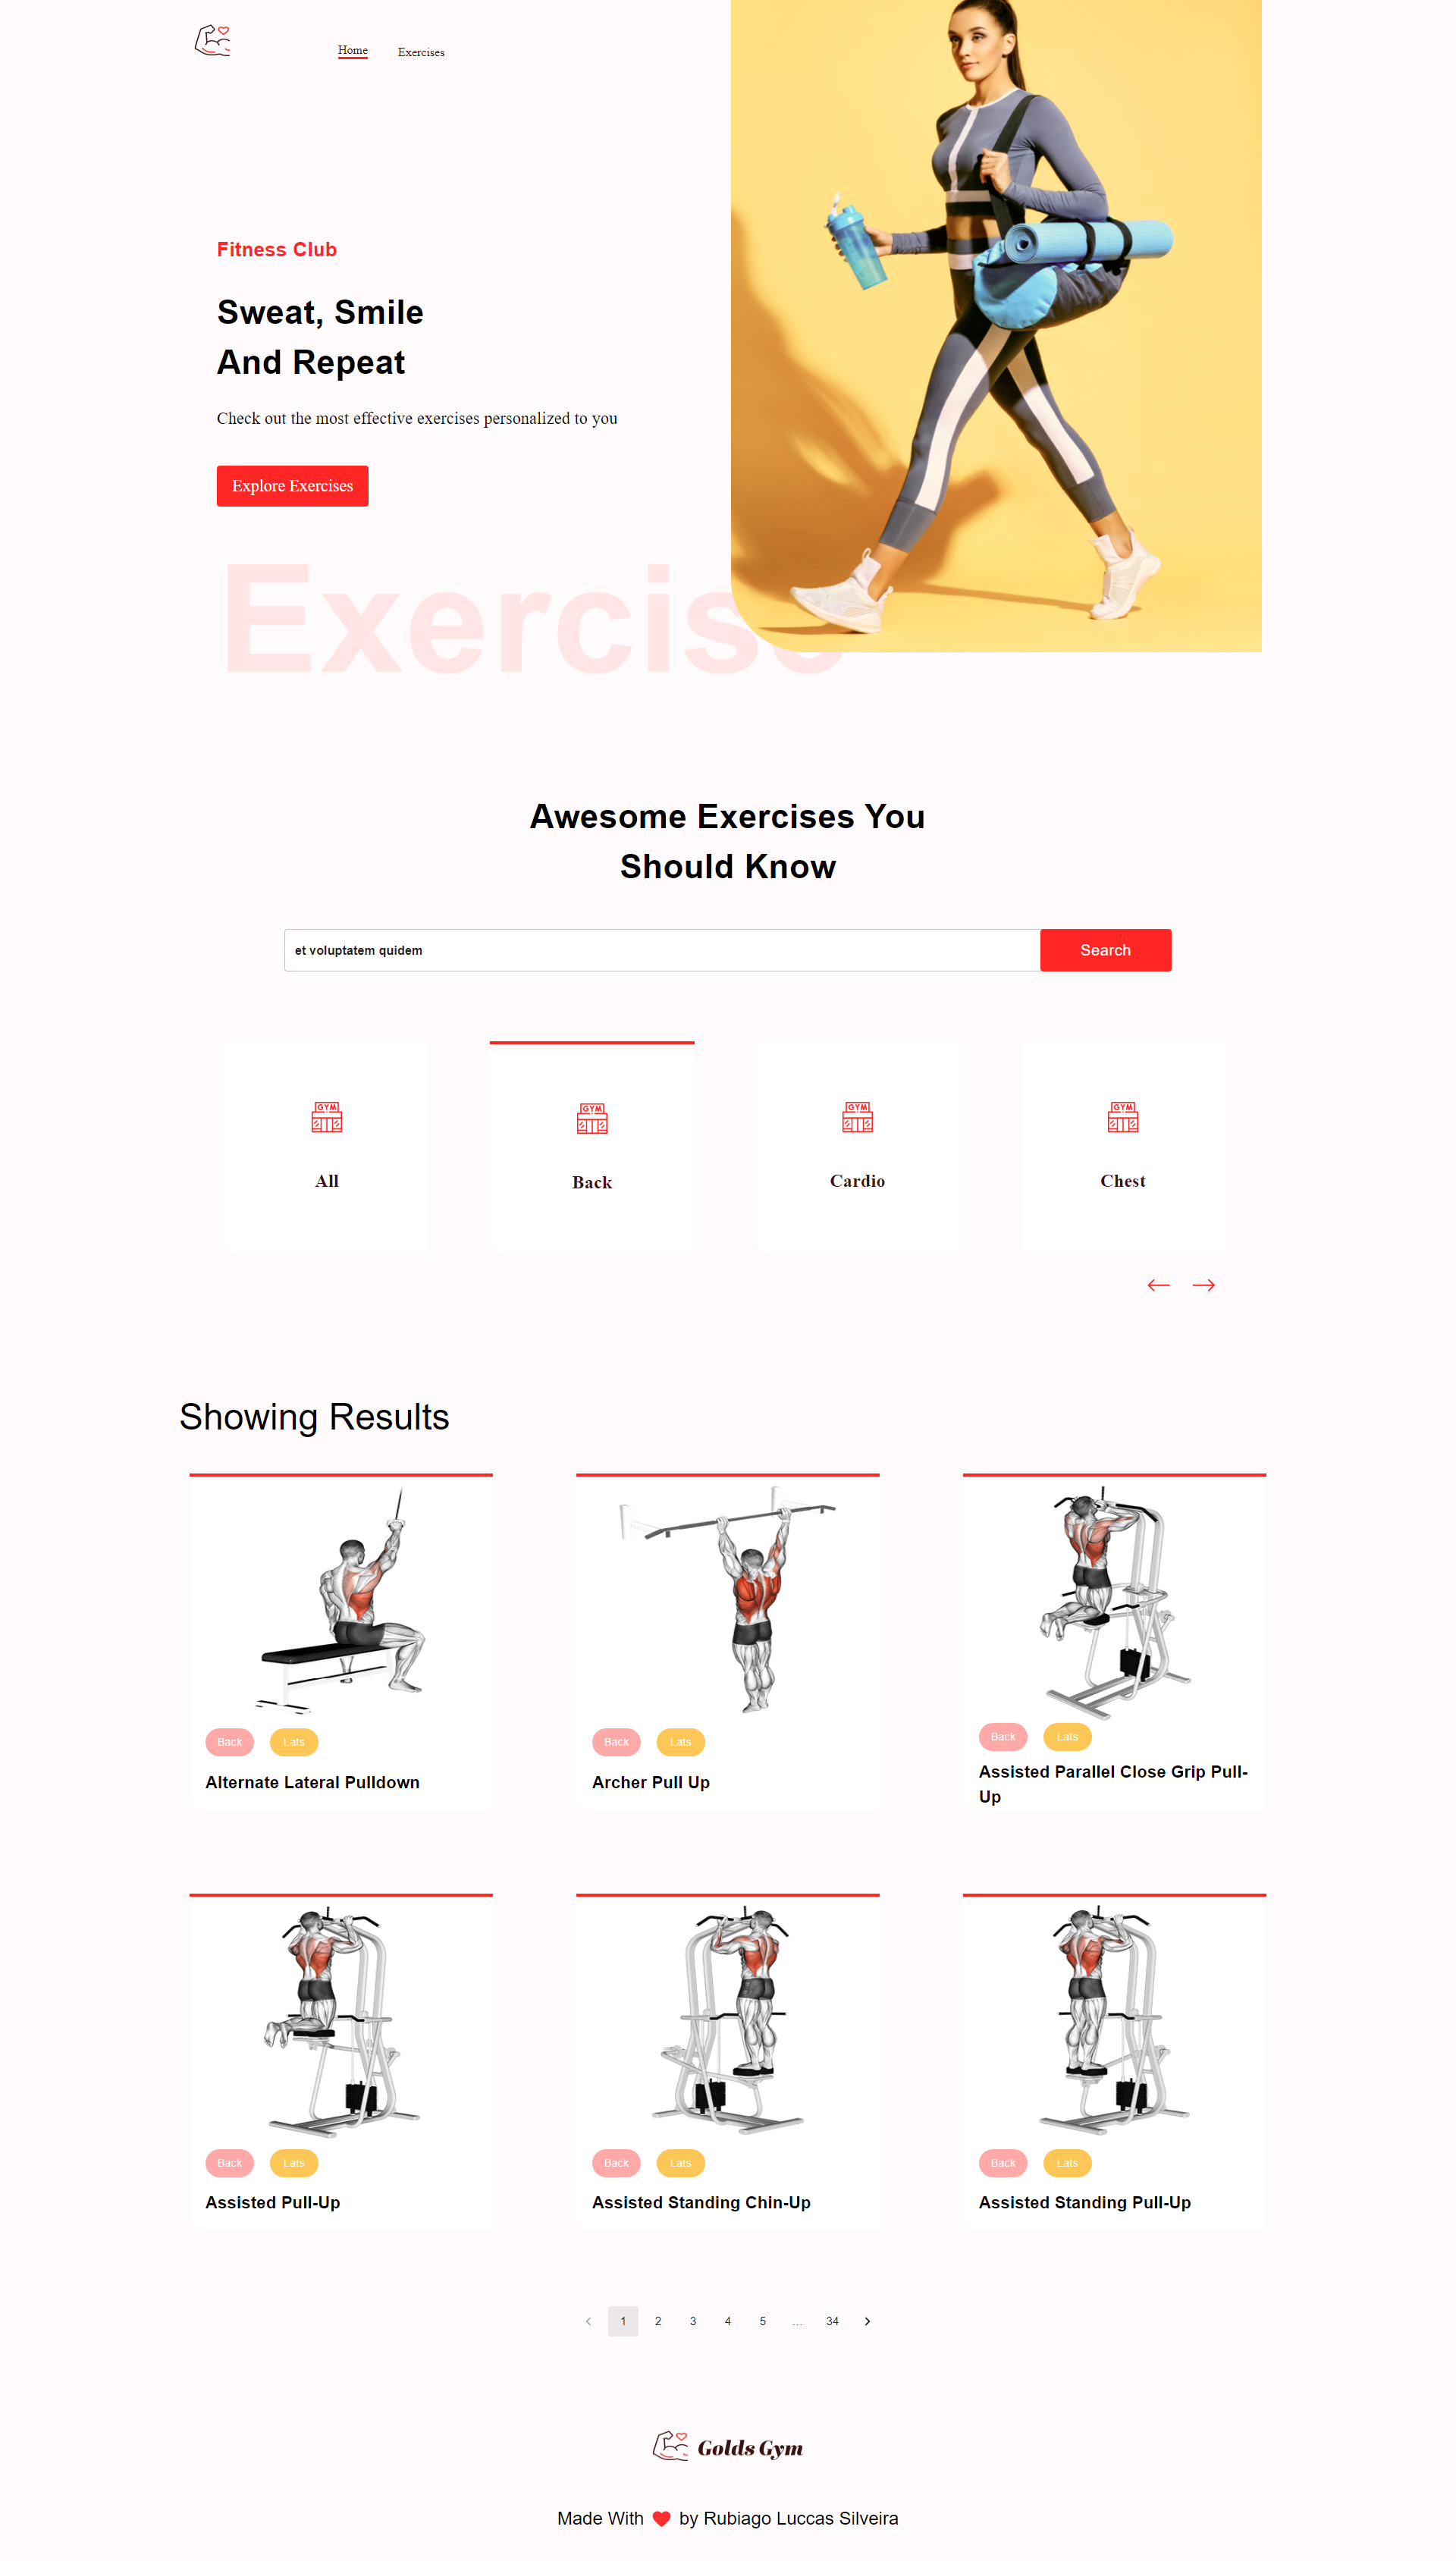 Home
Exercises
Fitness Club
Sweat, Smile
And Repeat
Check out the most effective exercises personalized to you
Explore Exercises
Exercise
Awesome Exercises You
Should Know
et voluptatem quidem
Search
GYM
GYM
GYM
GYM
All
Back
Cardio
Chest
Showing Results
Back
Lats
Alternate Lateral Pulldown
Back
Lats
Archer Pull Up
Back
Lats
Assisted Parallel Close Grip Pull-
Up
Back
Lats
Assisted Pull-Up
Back
Lats
Assisted Standing Chin-Up
Back
Lats
Assisted Standing Pull-Up
1 2 3 4 5 ... 34
Golds Gym
Made With ❤ by Rubiago Luccas Silveira